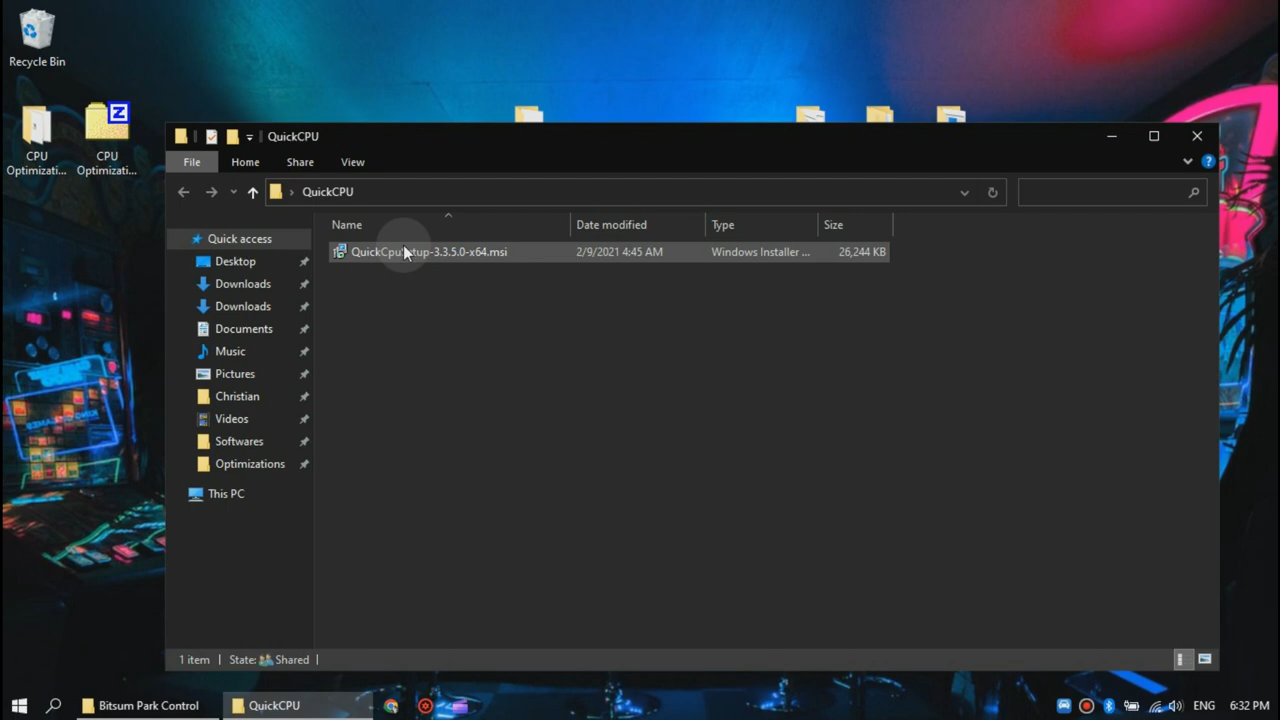 Recycle Bin
CPU
Optimizati...
Z
CPU
Optimizati...
QuickCPU
File
Home
Share
View
QuickCPU
Name
Date modified
Type
Size
Quick access
Desktop
Downloads
Downloads
Documents
Music
Pictures
Christian
Videos
Softwares
Optimizations
This PC
QuickCpuSetup-3.3.5.0-x64.msi
2/9/2021 4:45 AM
Windows Installer ...
26,244 KB
1 item
State:
Shared
Bitsum Park Control
QuickCPU
ENG
6:32 PM